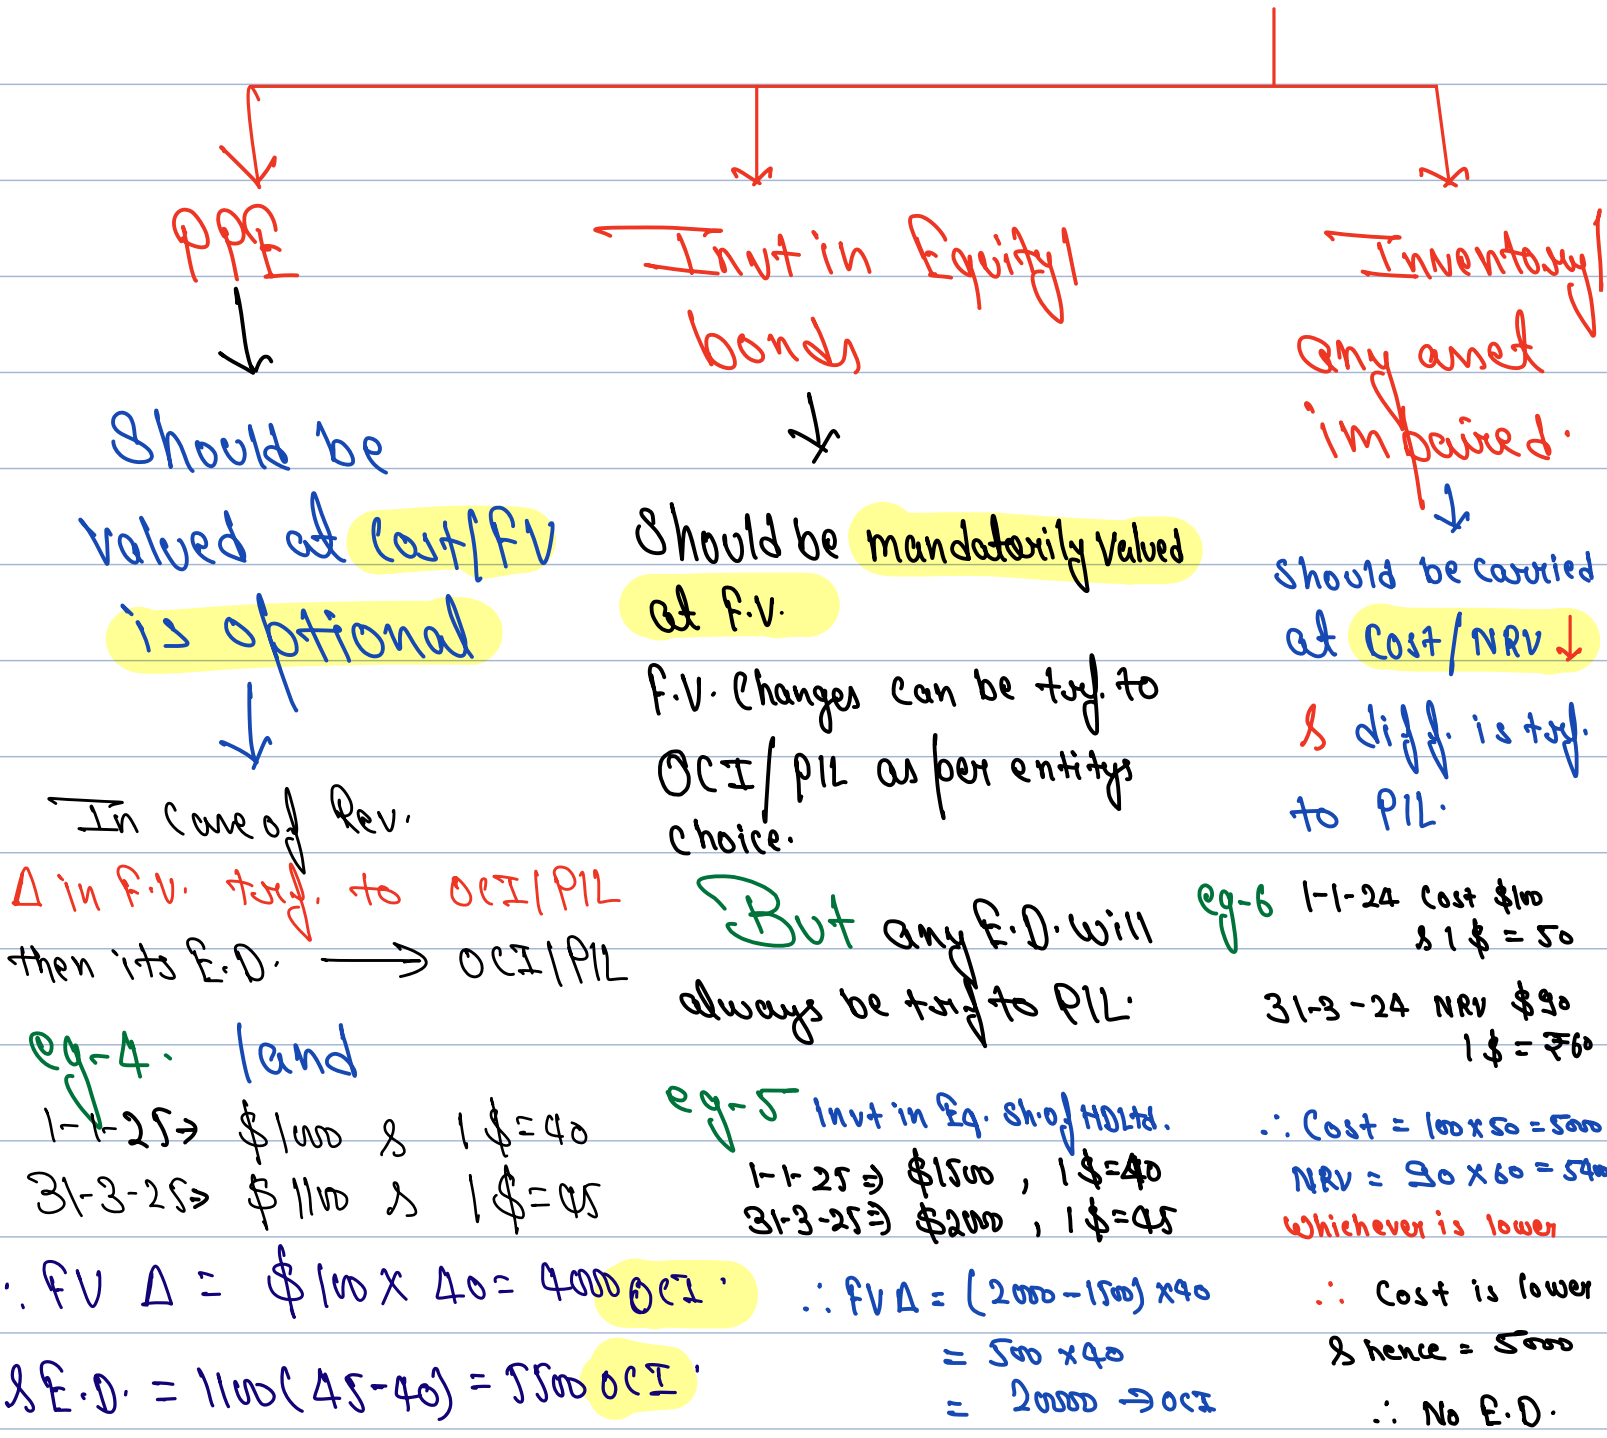 PPE
Should be
valued at Cost/FV
is optional
In case of Rev.
Δ in F.V. trf. to OCI/P/L
then its E.D. → OCI/P/L
eg-4. land
1-1-25→ $1000 & 1$=40
31-3-25→ $1100 & 1$=45
∴ FV Δ = $100 × 40 = 4000 OCI.
& E.D. = 1100(45-40) = 5500 OCI.
Invt in Equity/
bonds
Should be mandatorily valued
at F.V.
F.V. Changes can be trf. to
OCI/P/L as per entitys
choice.
But any E.D. will
always be trf to P/L.
eg-5 Invt in Eq. Sh. of HDLtd.
1-1-25⇒ $1500, 1$=40
31-3-25⇒ $2000, 1$=45
∴ FVΔ = (2000-1500) ×40
= 500 ×40
= 20000 → OCI
Inventory/
any asset
impaired.
should be carried
at Cost/NRV ↓
& diff. is trf.
to P/L.
eg-6 1-1-24 Cost $100
& 1$ = 50
31-3-24 NRV $90
1$ = ₹60
∴ Cost = 100×50=5000
NRV = 90×60=5400
Whichever is lower
∴ Cost is lower
& hence = 5000
∴ No E.D.